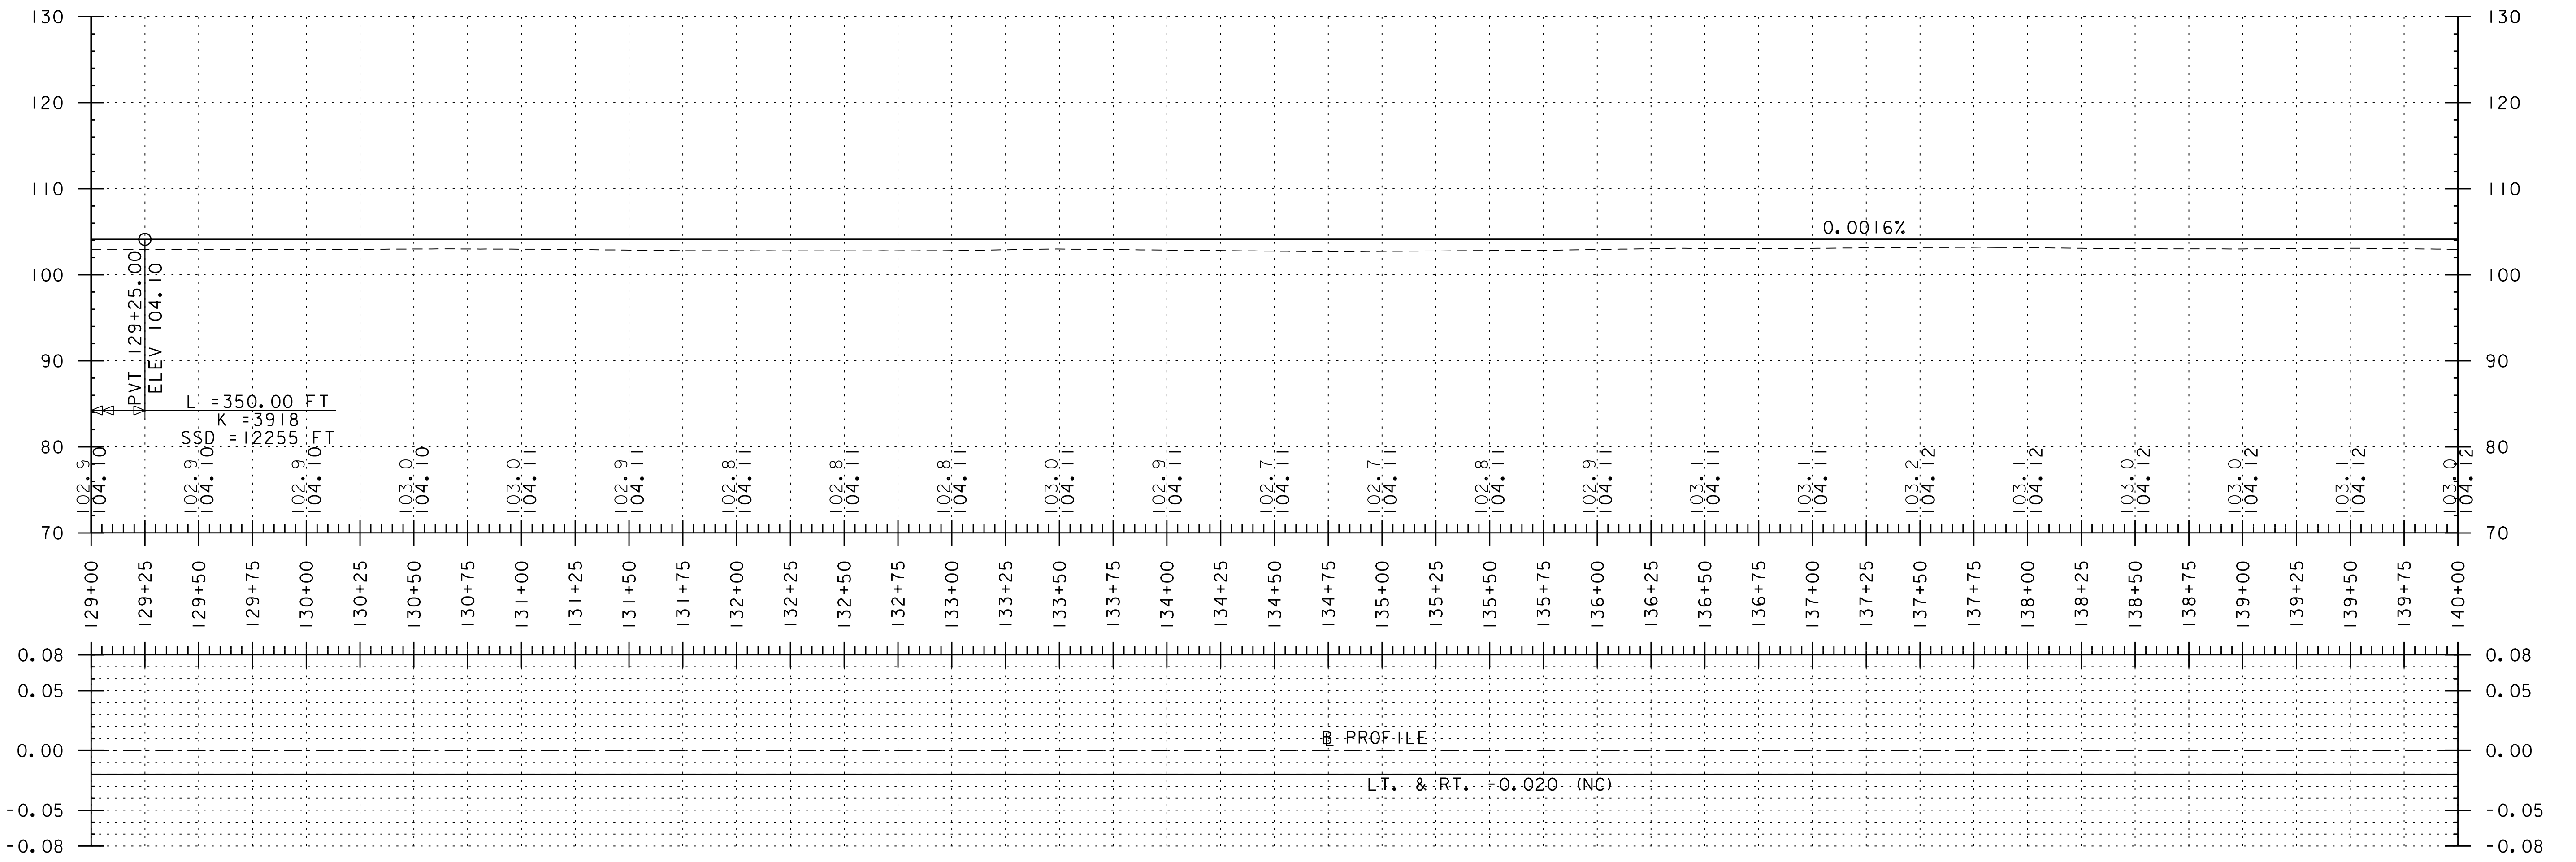 130 130
120 120
110 110
0.0016%
100 100
PVT 129+25.00
ELEV 104.10
90 90
L =350.00 FT
K =3918
SSD =12255 FT
80 80
102.9 102.9 102.9 103.0 103.0 102.9 102.8 102.8 102.8 103.0 102.9 102.7 102.7 102.8 102.9 103.1 103.1 103.2 103.1 103.0 103.0 103.1 103.0
104.10 104.10 104.10 104.10 104.11 104.11 104.11 104.11 104.11 104.11 104.11 104.11 104.11 104.11 104.11 104.11 104.11 104.12 104.12 104.12 104.12 104.12 104.12
70 70
129+00 129+25 129+50 129+75 130+00 130+25 130+50 130+75 131+00 131+25 131+50 131+75 132+00 132+25 132+50 132+75 133+00 133+25 133+50 133+75 134+00 134+25 134+50 134+75 135+00 135+25 135+50 135+75 136+00 136+25 136+50 136+75 137+00 137+25 137+50 137+75 138+00 138+25 138+50 138+75 139+00 139+25 139+50 139+75 140+00
0.08 0.08
0.05 0.05
BL PROFILE
0.00 0.00
LT. & RT. -0.020 (NC)
-0.05 -0.05
-0.08 -0.08